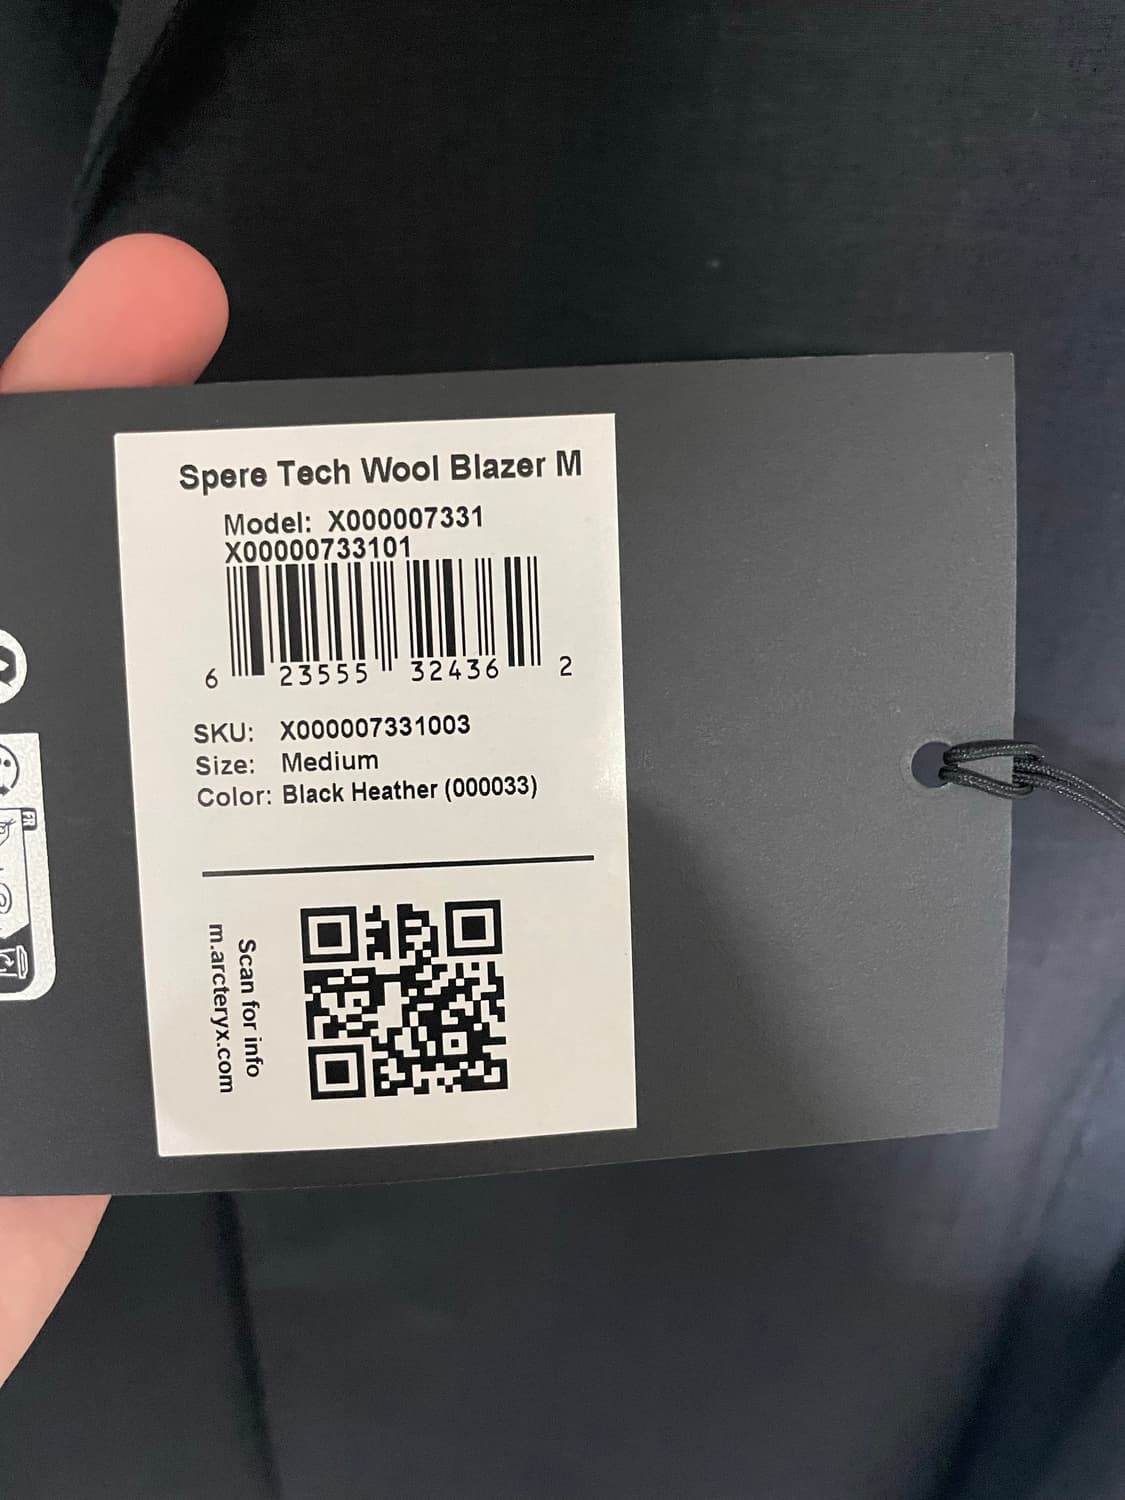 Spere Tech Wool Blazer M
Model: X000007331
X00000733101
6 23555 32436 2
SKU: X000007331003
Size: Medium
Color: Black Heather (000033)
Scan for info
m.arcteryx.com
FR